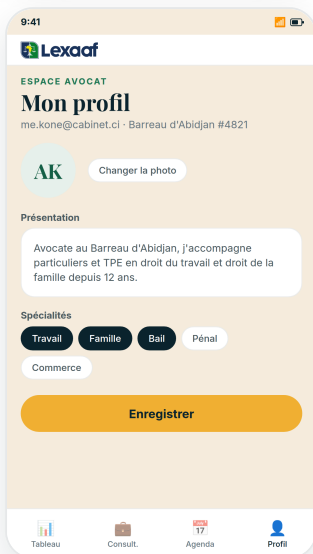 9:41
Lexaaf
ESPACE AVOCAT
Mon profil
me.kone@cabinet.ci · Barreau d'Abidjan #4821
AK
Changer la photo
Présentation
Avocate au Barreau d'Abidjan, j'accompagne
particuliers et TPE en droit du travail et droit de la
famille depuis 12 ans.
Spécialités
Travail Famille Bail Pénal
Commerce
Enregistrer
Tableau Consult. Agenda Profil